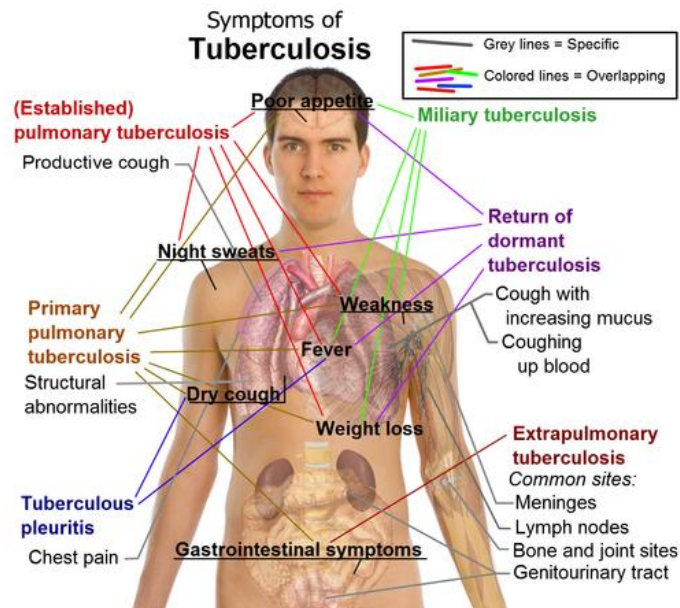 Symptoms of
Tuberculosis
Grey lines = Specific
Colored lines = Overlapping
(Established)
pulmonary tuberculosis
Productive cough
Poor appetite
Miliary tuberculosis
Night sweats
Return of
dormant
tuberculosis
Cough with
increasing mucus
Coughing
up blood
Primary
pulmonary
tuberculosis
Structural
abnormalities
Weakness
Fever
Dry cough
Weight loss
Extrapulmonary
tuberculosis
Common sites:
Meninges
Lymph nodes
Bone and joint sites
Genitourinary tract
Tuberculous
pleuritis
Chest pain
Gastrointestinal symptoms